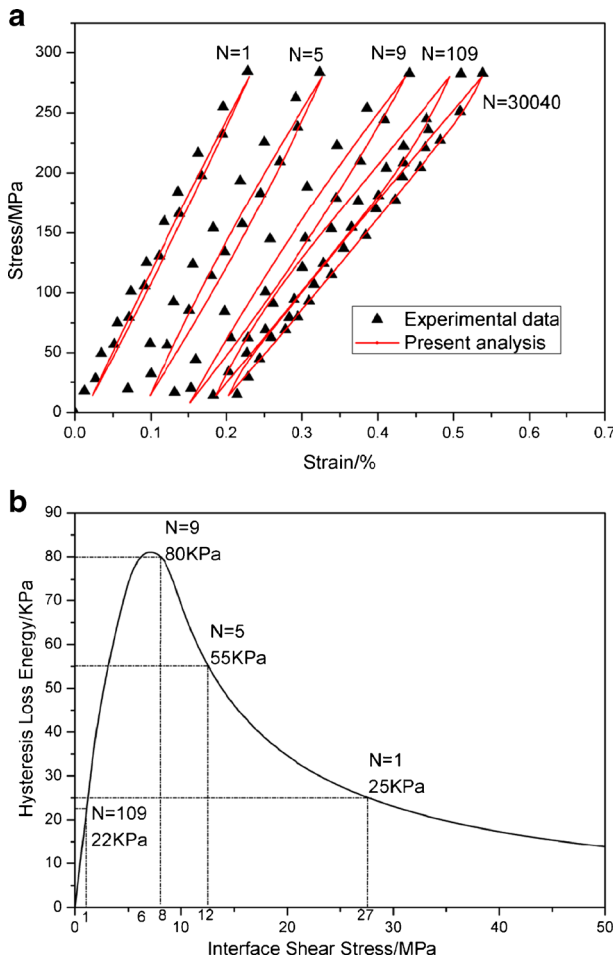 a
300
250
200
150
100
50
0
Stress/MPa
N=1
N=5
N=9
N=109
N=30040
Experimental data
Present analysis
0.0 0.1 0.2 0.3 0.4 0.5 0.6 0.7
Strain/%
b
90
80
70
60
50
40
30
20
10
0
Hysteresis Loss Energy/KPa
N=9
80KPa
N=5
55KPa
N=1
25KPa
N=109
22KPa
1 6 8 12 27
0 10 20 30 40 50
Interface Shear Stress/MPa